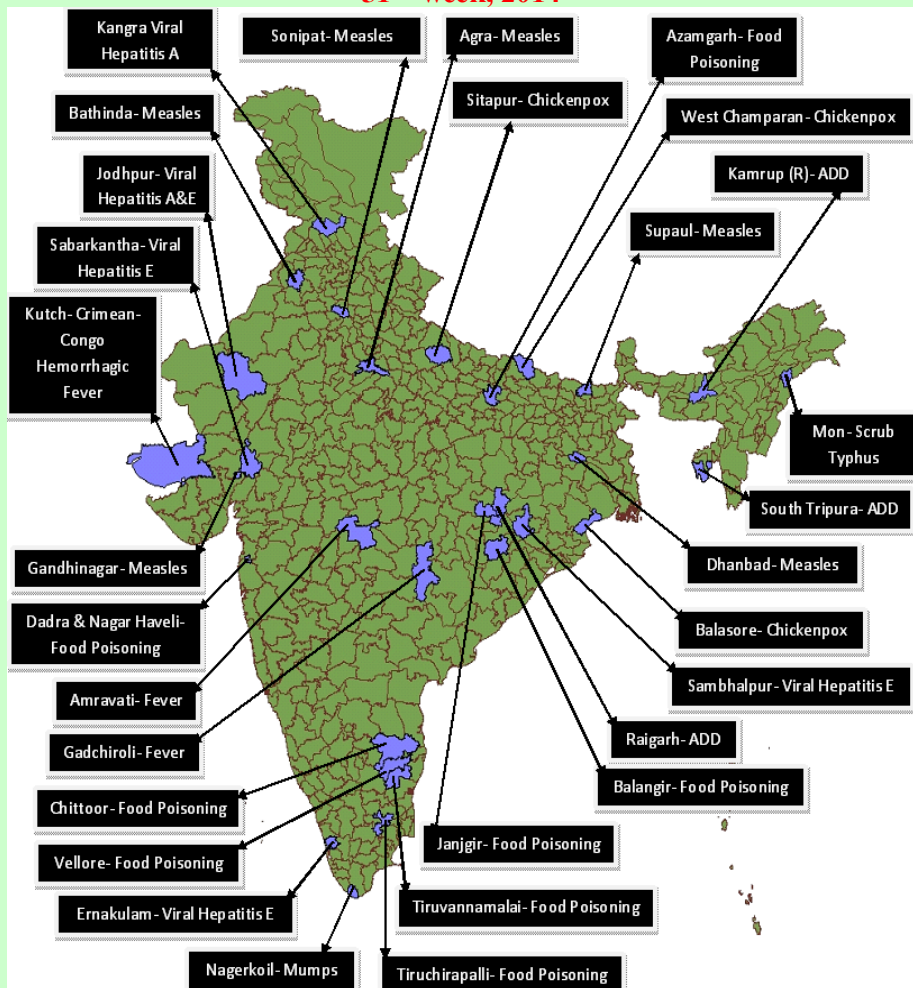 31st week, 2014
Kangra Viral
Hepatitis A
Sonipat- Measles
Agra- Measles
Azamgarh- Food
Poisoning
Bathinda- Measles
Sitapur- Chickenpox
West Champaran- Chickenpox
Jodhpur- Viral
Hepatitis A&E
Kamrup (R)- ADD
Sabarkantha- Viral
Hepatitis E
Supaul- Measles
Kutch- Crimean-
Congo
Hemorrhagic
Fever
Mon- Scrub
Typhus
South Tripura- ADD
Gandhinagar- Measles
Dhanbad- Measles
Dadra & Nagar Haveli-
Food Poisoning
Balasore- Chickenpox
Amravati- Fever
Sambhalpur- Viral Hepatitis E
Gadchiroli- Fever
Raigarh- ADD
Balangir- Food Poisoning
Chittoor- Food Poisoning
Janjgir- Food Poisoning
Vellore- Food Poisoning
Tiruvannamalai- Food Poisoning
Ernakulam- Viral Hepatitis E
Nagerkoil- Mumps
Tiruchirapalli- Food Poisoning